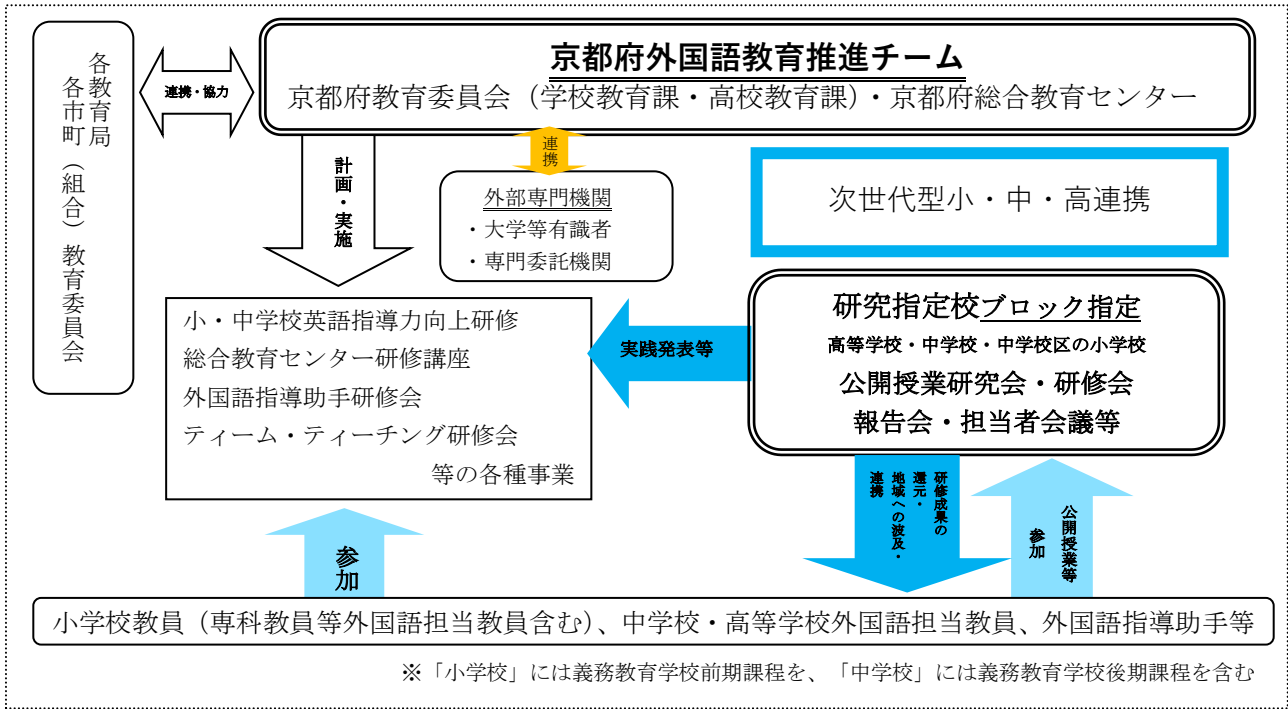 各教育局
各市町（組合）教育委員会
連携・協力
京都府外国語教育推進チーム
京都府教育委員会（学校教育課・高校教育課）・京都府総合教育センター
計画・実施
連携
外部専門機関
・大学等有識者
・専門委託機関
次世代型小・中・高連携
小・中学校英語指導力向上研修
総合教育センター研修講座
外国語指導助手研修会
ティーム・ティーチング研修会
等の各種事業
実践発表等
研究指定校ブロック指定
高等学校・中学校・中学校区の小学校
公開授業研究会・研修会
報告会・担当者会議等
参加
研修成果の
還元・
地域への波及・
連携
公開授業等
参加
小学校教員（専科教員等外国語担当教員含む）、中学校・高等学校外国語担当教員、外国語指導助手等
※「小学校」には義務教育学校前期課程を、「中学校」には義務教育学校後期課程を含む